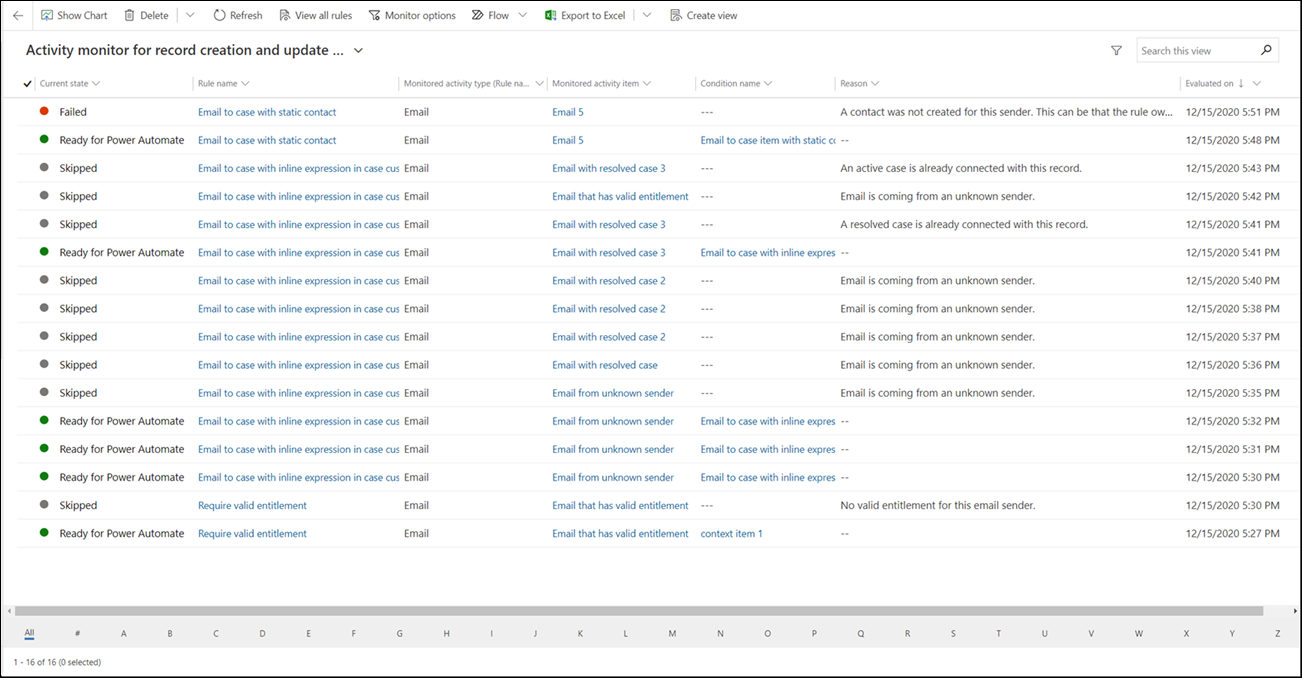 Show Chart Delete Refresh View all rules Monitor options Flow Export to Excel Create view
Activity monitor for record creation and update ... Search this view
Current state Rule name Monitored activity type (Rule na... Monitored activity item Condition name Reason Evaluated on
Failed Email to case with static contact Email Email 5 --- A contact was not created for this sender. This can be that the rule ow... 12/15/2020 5:51 PM
Ready for Power Automate Email to case with static contact Email Email 5 Email to case item with static cc -- 12/15/2020 5:48 PM
Skipped Email to case with inline expression in case cus Email Email with resolved case 3 --- An active case is already connected with this record. 12/15/2020 5:43 PM
Skipped Email to case with inline expression in case cus Email Email that has valid entitlement --- Email is coming from an unknown sender. 12/15/2020 5:42 PM
Skipped Email to case with inline expression in case cus Email Email with resolved case 3 --- A resolved case is already connected with this record. 12/15/2020 5:41 PM
Ready for Power Automate Email to case with inline expression in case cus Email Email with resolved case 3 Email to case with inline expres -- 12/15/2020 5:41 PM
Skipped Email to case with inline expression in case cus Email Email with resolved case 2 --- Email is coming from an unknown sender. 12/15/2020 5:40 PM
Skipped Email to case with inline expression in case cus Email Email with resolved case 2 --- Email is coming from an unknown sender. 12/15/2020 5:38 PM
Skipped Email to case with inline expression in case cus Email Email with resolved case 2 --- Email is coming from an unknown sender. 12/15/2020 5:37 PM
Skipped Email to case with inline expression in case cus Email Email with resolved case --- Email is coming from an unknown sender. 12/15/2020 5:36 PM
Skipped Email to case with inline expression in case cus Email Email from unknown sender --- Email is coming from an unknown sender. 12/15/2020 5:35 PM
Ready for Power Automate Email to case with inline expression in case cus Email Email from unknown sender Email to case with inline expres -- 12/15/2020 5:32 PM
Ready for Power Automate Email to case with inline expression in case cus Email Email from unknown sender Email to case with inline expres -- 12/15/2020 5:31 PM
Ready for Power Automate Email to case with inline expression in case cus Email Email from unknown sender Email to case with inline expres -- 12/15/2020 5:30 PM
Skipped Require valid entitlement Email Email that has valid entitlement --- No valid entitlement for this email sender. 12/15/2020 5:30 PM
Ready for Power Automate Require valid entitlement Email Email that has valid entitlement context item 1 -- 12/15/2020 5:27 PM
All # A B C D E F G H I J K L M N O P Q R S T U V W X Y Z
1 - 16 of 16 (0 selected)